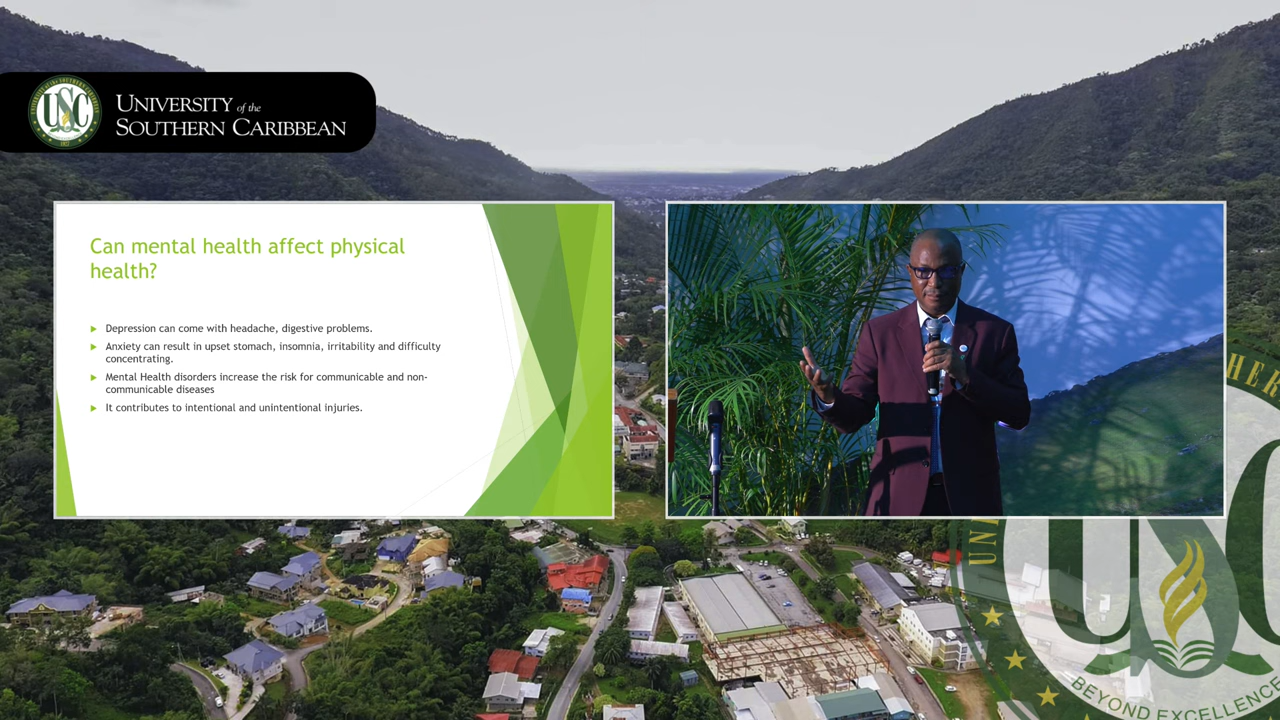 USC
1927
UNIVERSITY of the
SOUTHERN CARIBBEAN
Can mental health affect physical
health?
Depression can come with headache, digestive problems.
Anxiety can result in upset stomach, insomnia, irritability and difficulty
concentrating.
Mental Health disorders increase the risk for communicable and non-
communicable diseases
It contributes to intentional and unintentional injuries.
BEYOND EXCELLENCE